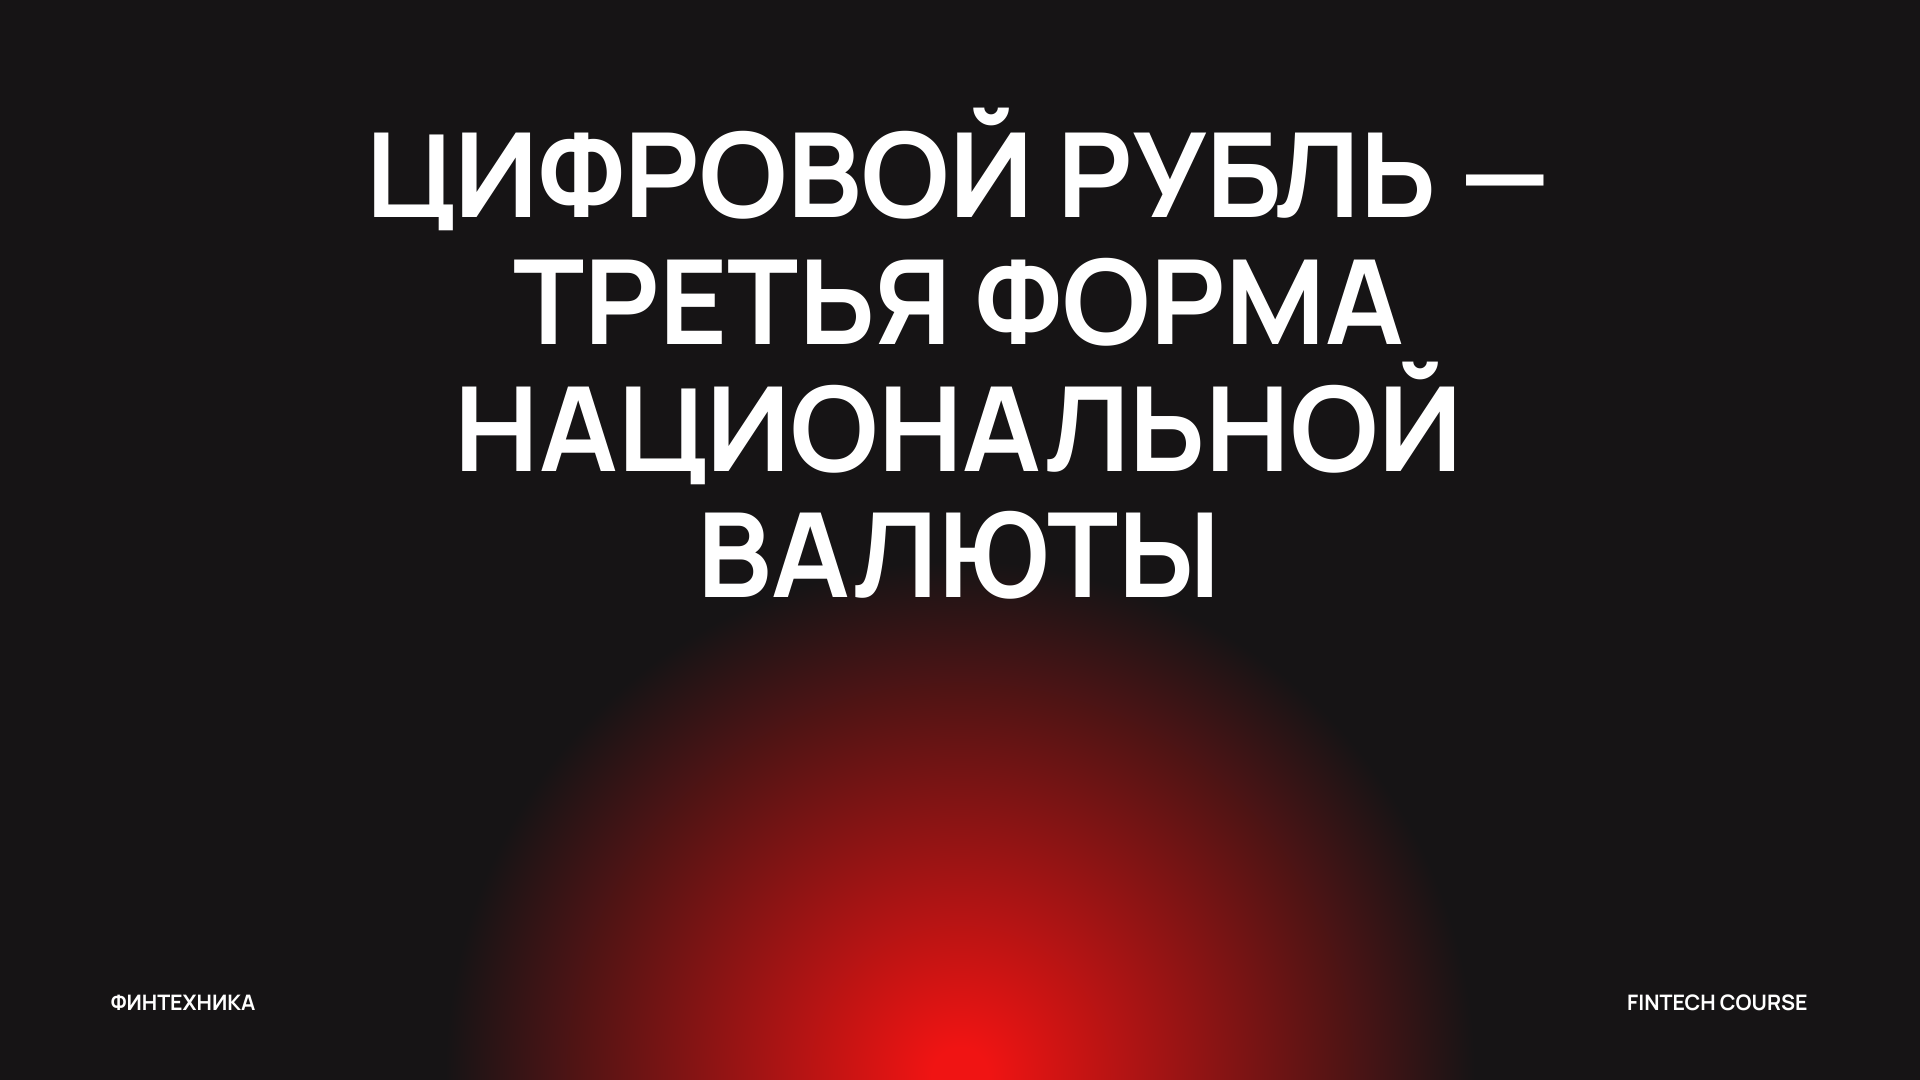 ЦИФРОВОЙ РУБЛЬ —
ТРЕТЬЯ ФОРМА
НАЦИОНАЛЬНОЙ
ВАЛЮТЫ
ФИНТЕХНИКА
FINTECH COURSE